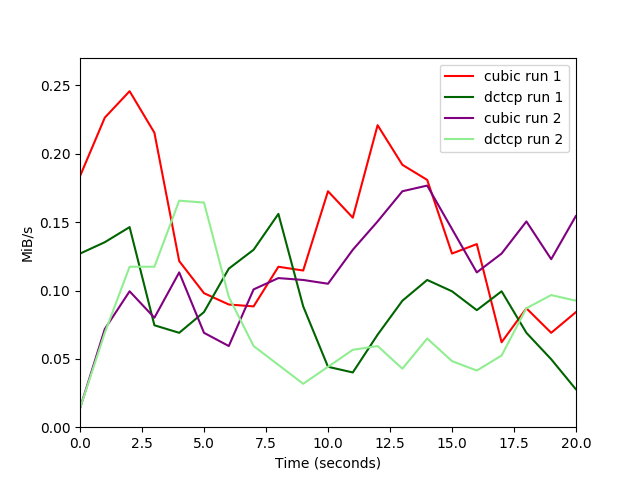 cubic run 1
dctcp run 1
cubic run 2
dctcp run 2
MiB/s
0.25
0.20
0.15
0.10
0.05
0.00
0.0 2.5 5.0 7.5 10.0 12.5 15.0 17.5 20.0
Time (seconds)